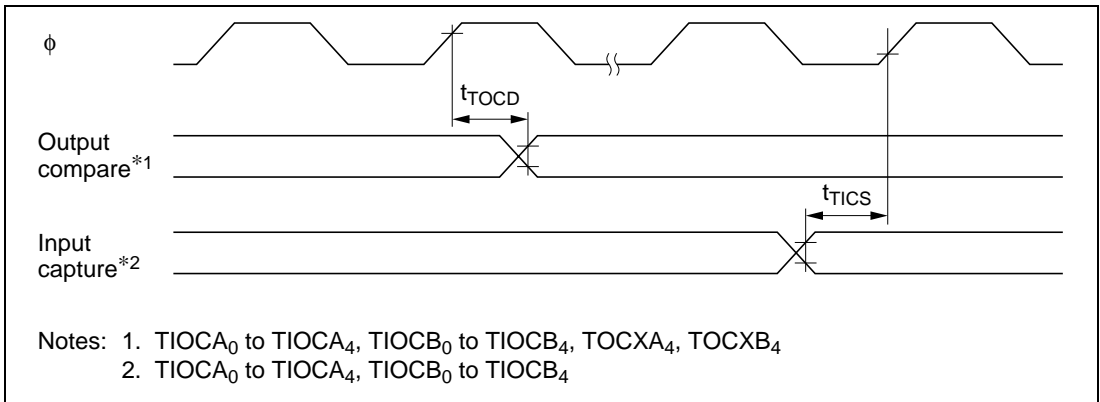 ϕ
tTOCD
Output
compare*1
tTICS
Input
capture*2
Notes: 1. TIOCA0 to TIOCA4, TIOCB0 to TIOCB4, TOCXA4, TOCXB4
2. TIOCA0 to TIOCA4, TIOCB0 to TIOCB4